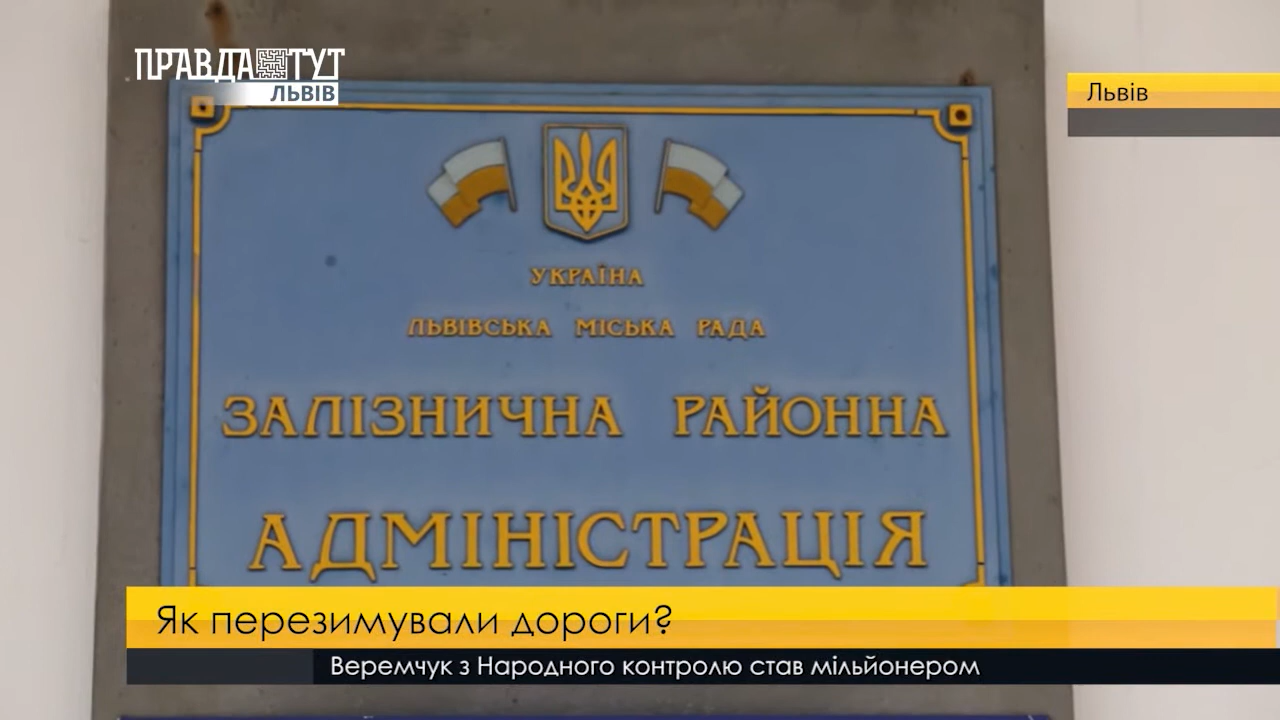 ПРАВДА ТУТ
ЛЬВІВ
Львів
УКРАЇНА
ЛЬВІВСЬКА МІСЬКА РАДА
ЗАЛІЗНИЧНА РАЙОННА
АДМІНІСТРАЦІЯ
Як перезимували дороги?
Веремчук з Народного контролю став мільйонером